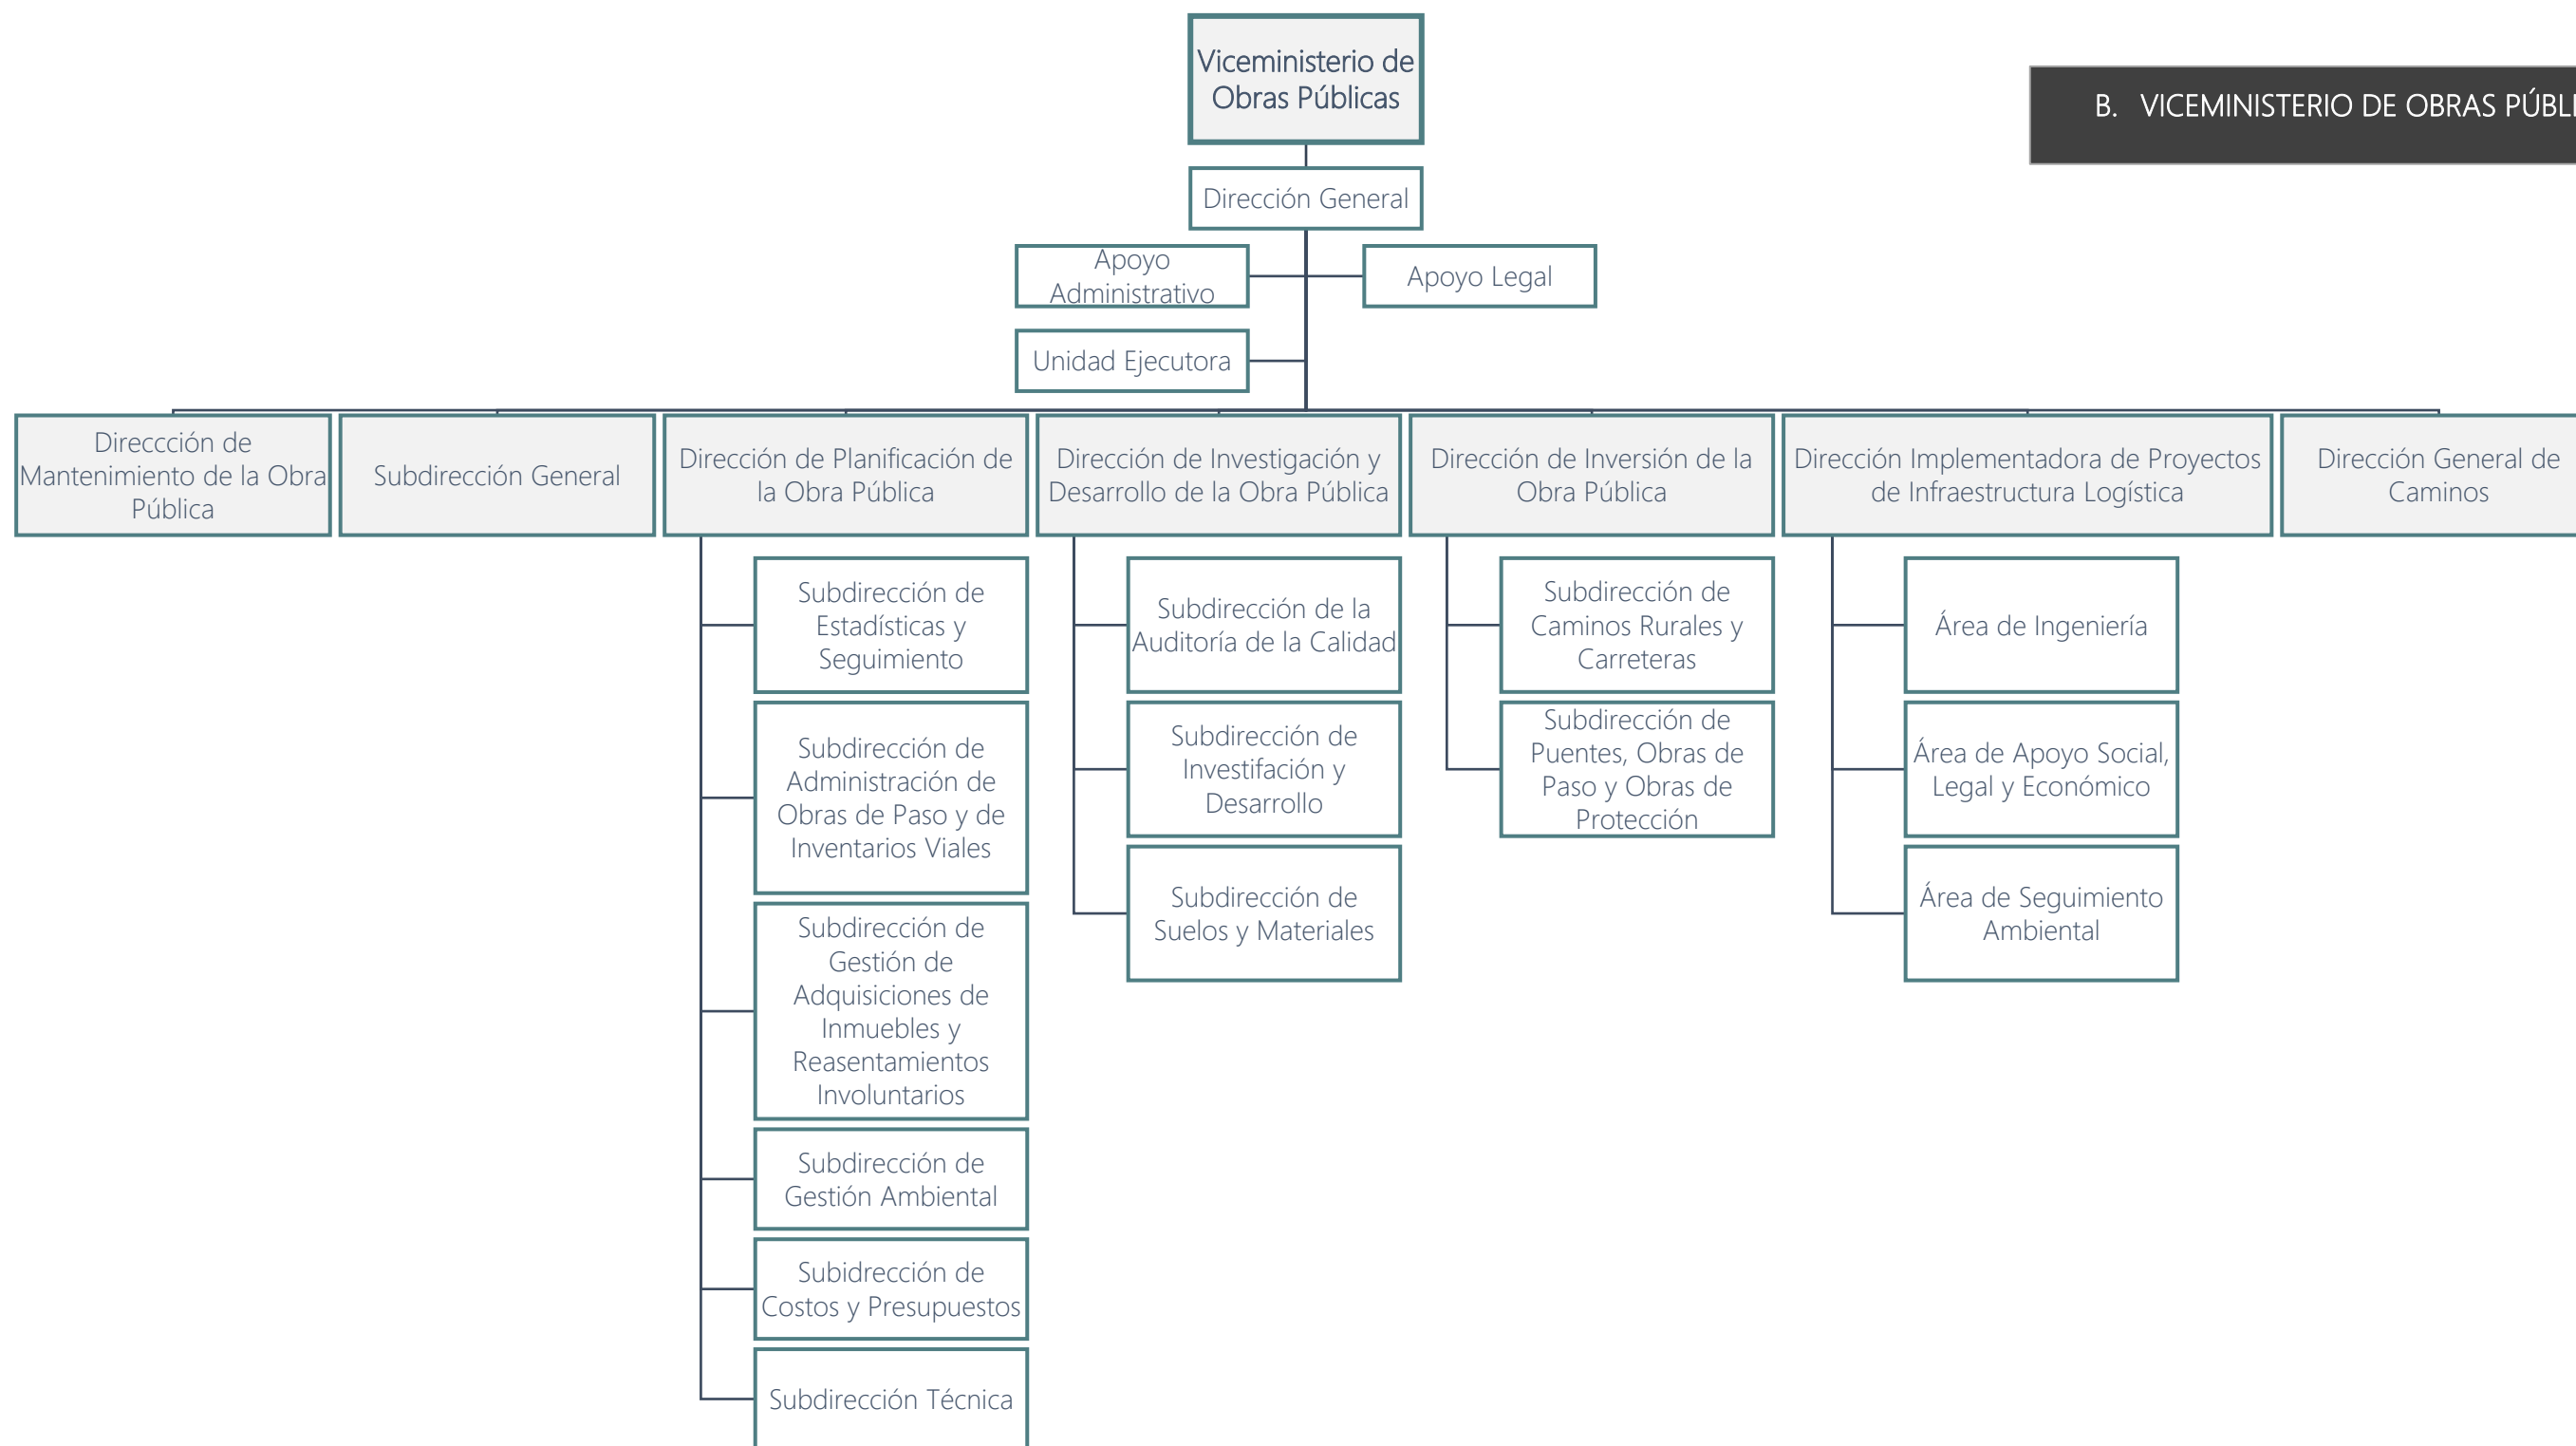 Viceministerio de
Obras Públicas
B. VICEMINISTERIO DE OBRAS
Dirección General
Apoyo
Administrativo
Apoyo Legal
Unidad Ejecutora
Direccción de
Mantenimiento de la Obra
Pública
Subdirección General
Dirección de Planificación de
la Obra Pública
Dirección de Investigación y
Desarrollo de la Obra Pública
Dirección de Inversión de la
Obra Pública
Dirección Implementadora de Proyectos
de Infraestructura Logística
Dirección General de
Caminos
Subdirección de
Estadísticas y
Seguimiento
Subdirección de
Administración de
Obras de Paso y de
Inventarios Viales
Subdirección de
Gestión de
Adquisiciones de
Inmuebles y
Reasentamientos
Involuntarios
Subdirección de
Gestión Ambiental
Subidrección de
Costos y Presupuestos
Subdirección Técnica
Subdirección de la
Auditoría de la Calidad
Subdirección de
Investifación y
Desarrollo
Subdirección de
Suelos y Materiales
Subdirección de
Caminos Rurales y
Carreteras
Subdirección de
Puentes, Obras de
Paso y Obras de
Protección
Área de Ingeniería
Área de Apoyo Social,
Legal y Económico
Área de Seguimiento
Ambiental